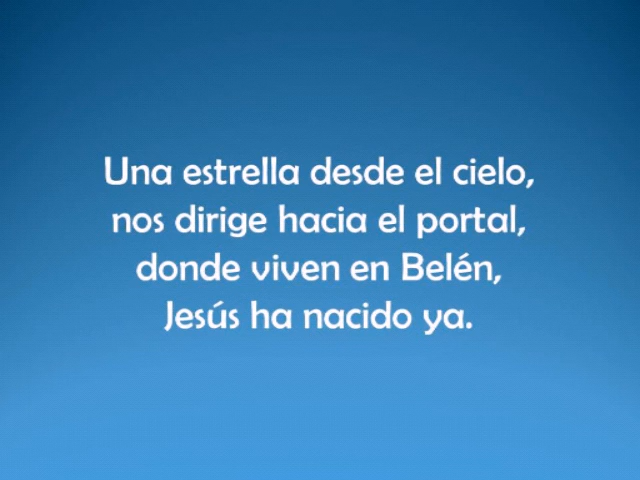 Una estrella desde el cielo,
nos dirige hacia el portal,
donde viven en Belén,
Jesús ha nacido ya.